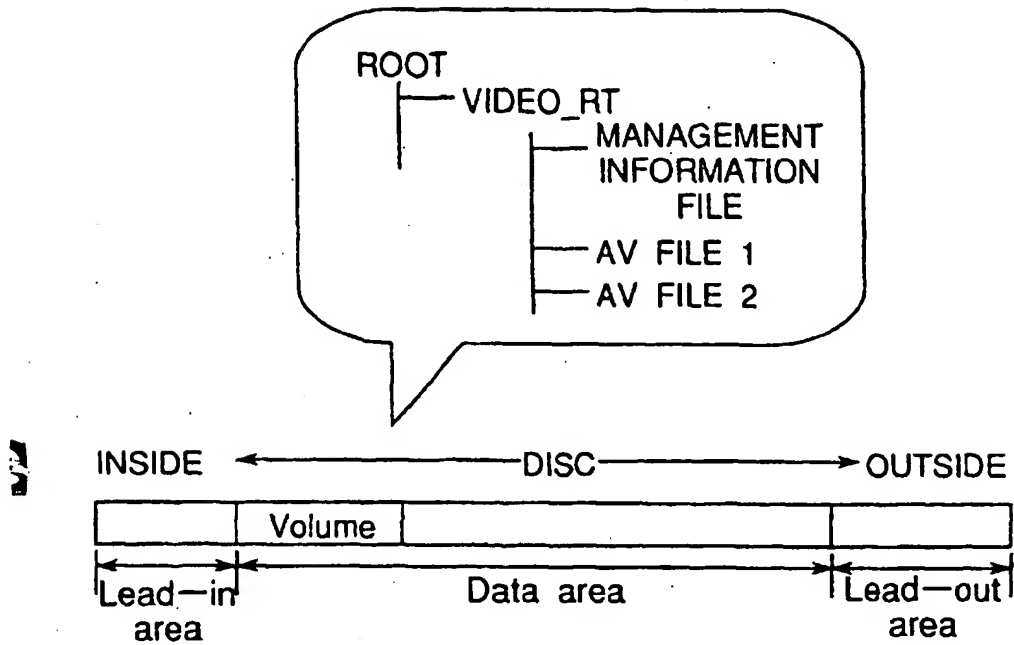 ROOT
VIDEO_RT
MANAGEMENT
INFORMATION
FILE
AV FILE 1
AV FILE 2
INSIDE DISC OUTSIDE
Volume
Lead-in Data area Lead-out
area area